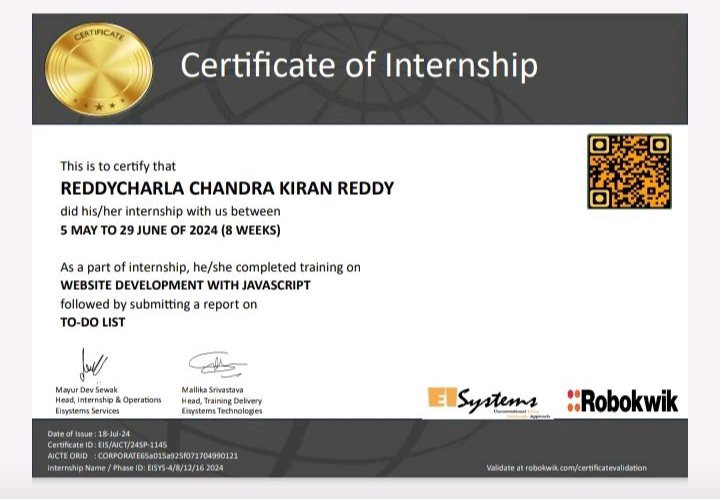 CERTIFICATE
Certificate of Internship
This is to certify that
REDDYCHARLA CHANDRA KIRAN REDDY
did his/her internship with us between
5 MAY TO 29 JUNE OF 2024 (8 WEEKS)
As a part of internship, he/she completed training on
WEBSITE DEVELOPMENT WITH JAVASCRIPT
followed by submitting a report on
TO-DO LIST
Mayur Dev Sewak
Head, Internship & Operations
Eisystems Services
Mallika Srivastava
Head, Training Delivery
Eisystems Technologies
EISystems
Robokwik
Date of Issue : 18-Jul-24
Certificate ID : EIS/AICT/24SP-1145
AICTE ORID : CORPORATE65a015a925f071704990121
Internship Name / Phase ID: EISYS-4/8/12/16 2024
Validate at robokwik.com/certificatevalidation